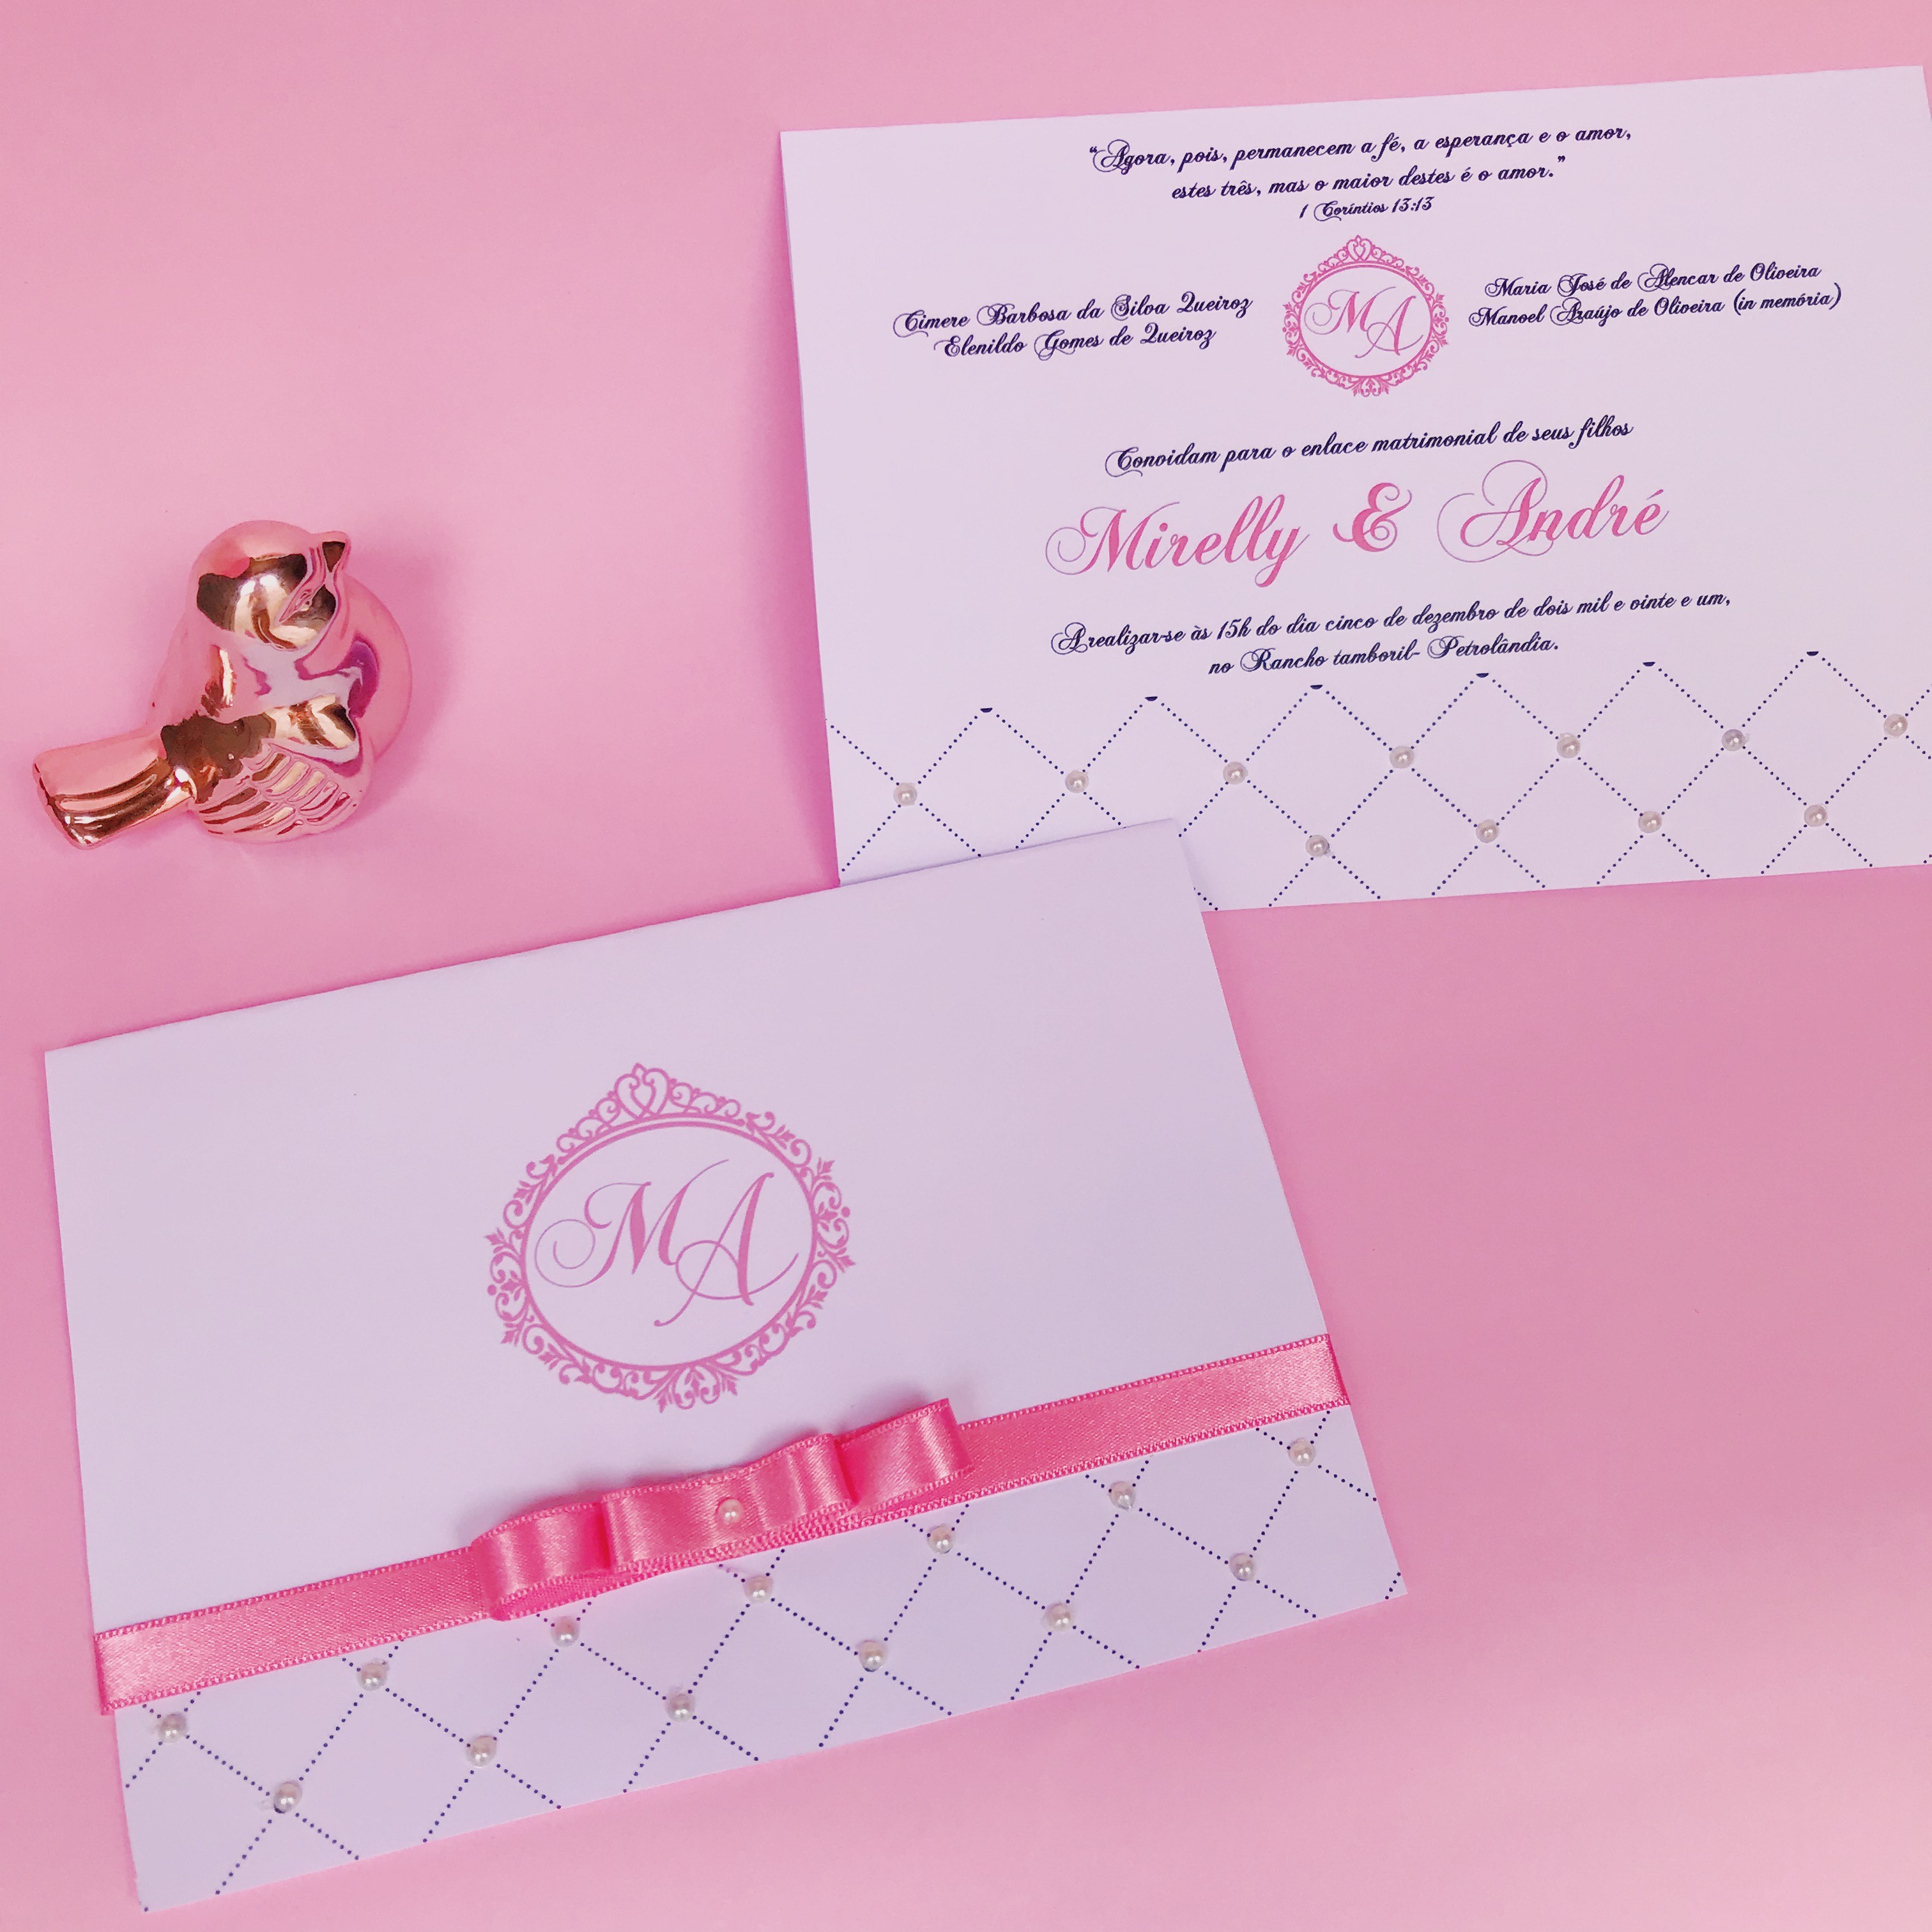 “Agora, pois, permanecem a fé, a esperança e o amor,
estes três, mas o maior destes é o amor.”
1 Coríntios 13:13
Cimere Barbosa da Silva Queiroz
Elenildo Gomes de Queiroz
MA
Maria José de Alencar de Oliveira
Manoel Araújo de Oliveira (in memória)
Convidam para o enlace matrimonial de seus filhos
Mirelly & André
A realizar-se às 15h do dia cinco de dezembro de dois mil e vinte e um,
no Rancho tamboril- Petrolândia.
MA